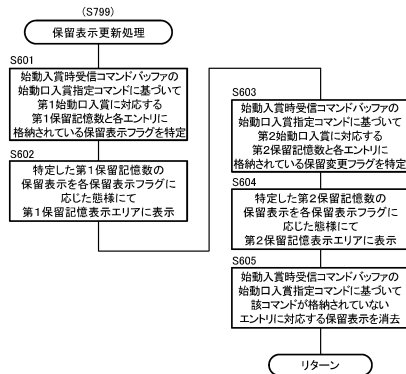 (S799)
保留表示更新処理
S601
始動入賞時受信コマンドバッファの
始動口入賞指定コマンドに基づいて
第1始動入賞に対応する
第1保留記憶数と各エントリに
格納されている保留表示フラグを特定
S602
特定した第1保留記憶数の
保留表示を各保留表示フラグに
応じた態様にて
第1保留記憶表示エリアに表示
S603
始動入賞時受信コマンドバッファの
始動口入賞指定コマンドに基づいて
第2始動入賞に対応する
第2保留記憶数と各エントリに
格納されている保留変更フラグを特定
S604
特定した第2保留記憶数の
保留表示を各保留表示フラグに
応じた態様にて
第2保留記憶表示エリアに表示
S605
始動入賞時受信コマンドバッファの
始動口入賞指定コマンドに基づいて
該コマンドが格納されていない
エントリに対応する保留表示を消去
リターン